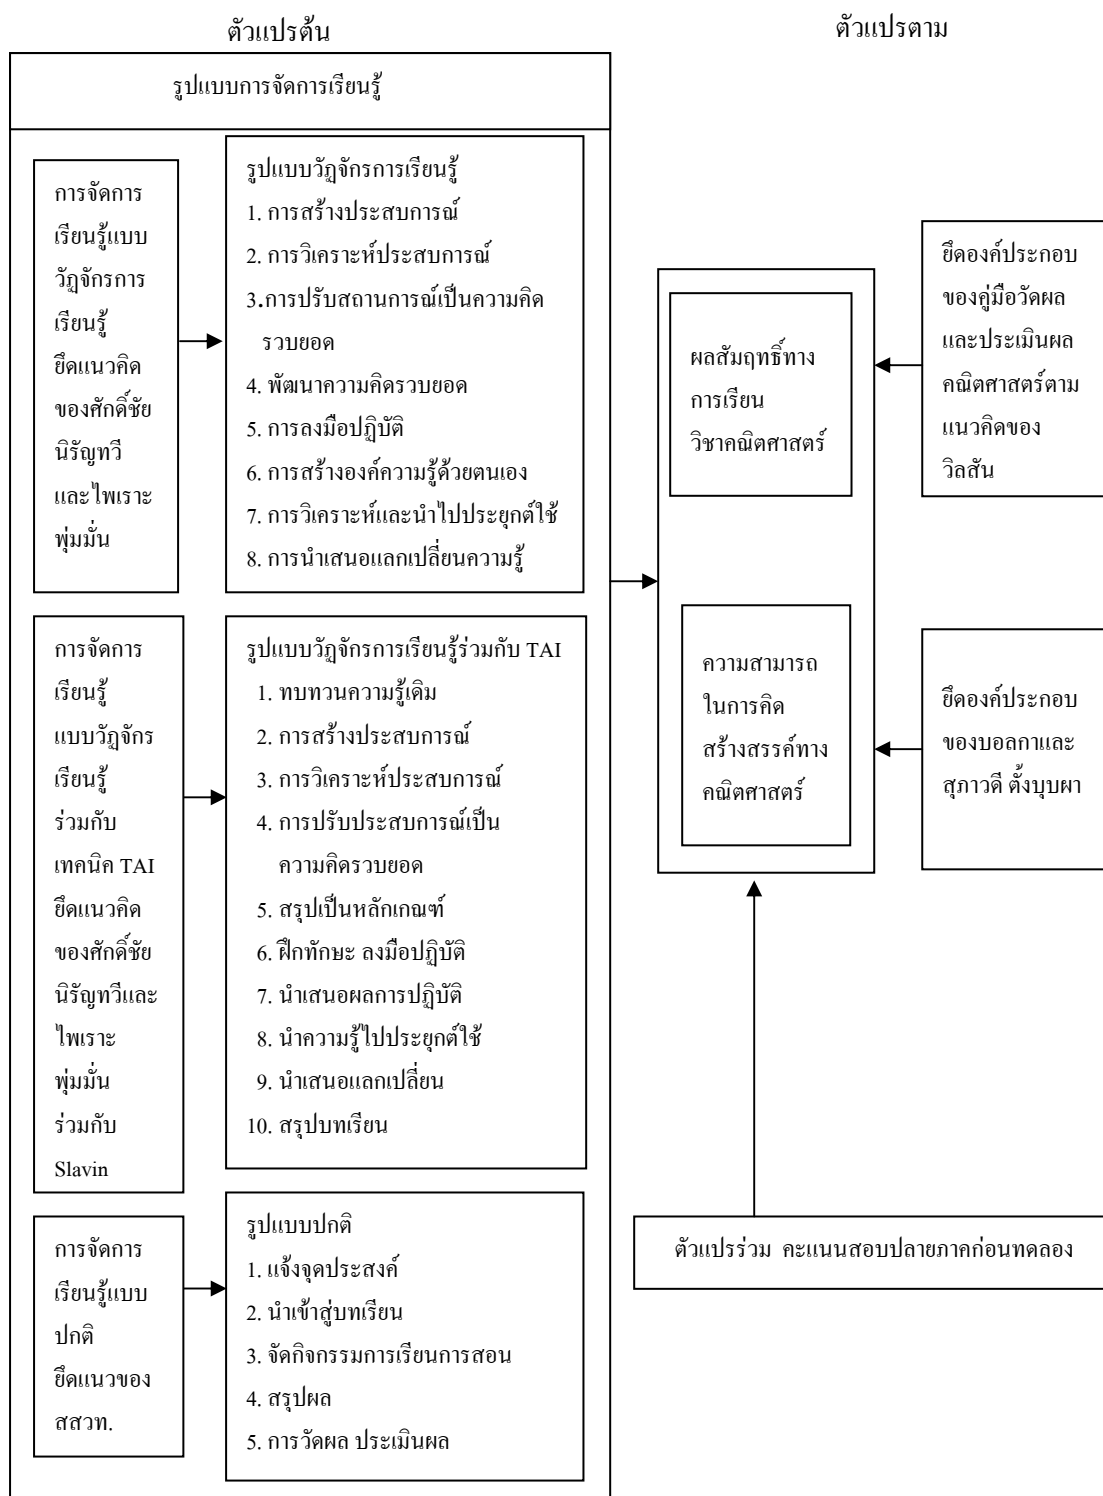 ตัวแปรต้น
ตัวแปรตาม
รูปแบบการจัดการเรียนรู้
การจัดการ
เรียนรู้แบบ
วัฏจักรการ
เรียนรู้
ยึดแนวคิด
ของศักดิ์ชัย
นิรัญทวี
และไพเราะ
พุ่มมั่น
รูปแบบวัฏจักรการเรียนรู้
1. การสร้างประสบการณ์
2. การวิเคราะห์ประสบการณ์
3.การปรับสถานการณ์เป็นความคิด
รวบยอด
4. พัฒนาความคิดรวบยอด
5. การลงมือปฏิบัติ
6. การสร้างองค์ความรู้ด้วยตนเอง
7. การวิเคราะห์และนำไปประยุกต์ใช้
8. การนำเสนอแลกเปลี่ยนความรู้
การจัดการ
เรียนรู้
แบบวัฏจักร
เรียนรู้
ร่วมกับ
เทคนิค TAI
ยึดแนวคิด
ของศักดิ์ชัย
นิรัญทวีและ
ไพเราะ
พุ่มมั่น
ร่วมกับ
Slavin
รูปแบบวัฏจักรการเรียนรู้ร่วมกับ TAI
1. ทบทวนความรู้เดิม
2. การสร้างประสบการณ์
3. การวิเคราะห์ประสบการณ์
4. การปรับประสบการณ์เป็น
ความคิดรวบยอด
5. สรุปเป็นหลักเกณฑ์
6. ฝึกทักษะ ลงมือปฏิบัติ
7. นำเสนอผลการปฏิบัติ
8. นำความรู้ไปประยุกต์ใช้
9. นำเสนอแลกเปลี่ยน
10. สรุปบทเรียน
การจัดการ
เรียนรู้แบบ
ปกติ
ยึดแนวของ
สสวท.
รูปแบบปกติ
1. แจ้งจุดประสงค์
2. นำเข้าสู่บทเรียน
3. จัดกิจกรรมการเรียนการสอน
4. สรุปผล
5. การวัดผล ประเมินผล
ผลสัมฤทธิ์ทาง
การเรียน
วิชาคณิตศาสตร์
ความสามารถ
ในการคิด
สร้างสรรค์ทาง
คณิตศาสตร์
ยึดองค์ประกอบ
ของคู่มือวัดผล
และประเมินผล
คณิตศาสตร์ตาม
แนวคิดของ
วิลสัน
ยึดองค์ประกอบ
ของบอลกาและ
สุภาวดี ตั้งบุบผา
ตัวแปรร่วม คะแนนสอบปลายภาคก่อนทดลอง